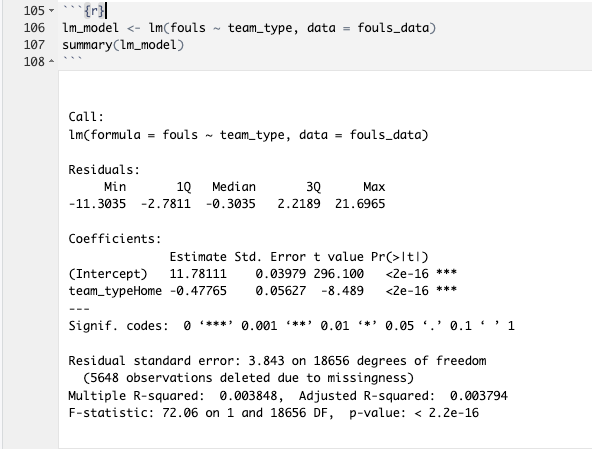 105 ```{r}
106 lm_model <- lm(fouls ~ team_type, data = fouls_data)
107 summary(lm_model)
108 ```
Call:
lm(formula = fouls ~ team_type, data = fouls_data)
Residuals:
Min 1Q Median 3Q Max
-11.3035 -2.7811 -0.3035 2.2189 21.6965
Coefficients:
Estimate Std. Error t value Pr(>|t|)
(Intercept) 11.78111 0.03979 296.100 <2e-16 ***
team_typeHome -0.47765 0.05627 -8.489 <2e-16 ***
---
Signif. codes: 0 ‘***’ 0.001 ‘**’ 0.01 ‘*’ 0.05 ‘.’ 0.1 ‘ ’ 1
Residual standard error: 3.843 on 18656 degrees of freedom
(5648 observations deleted due to missingness)
Multiple R-squared: 0.003848, Adjusted R-squared: 0.003794
F-statistic: 72.06 on 1 and 18656 DF, p-value: < 2.2e-16